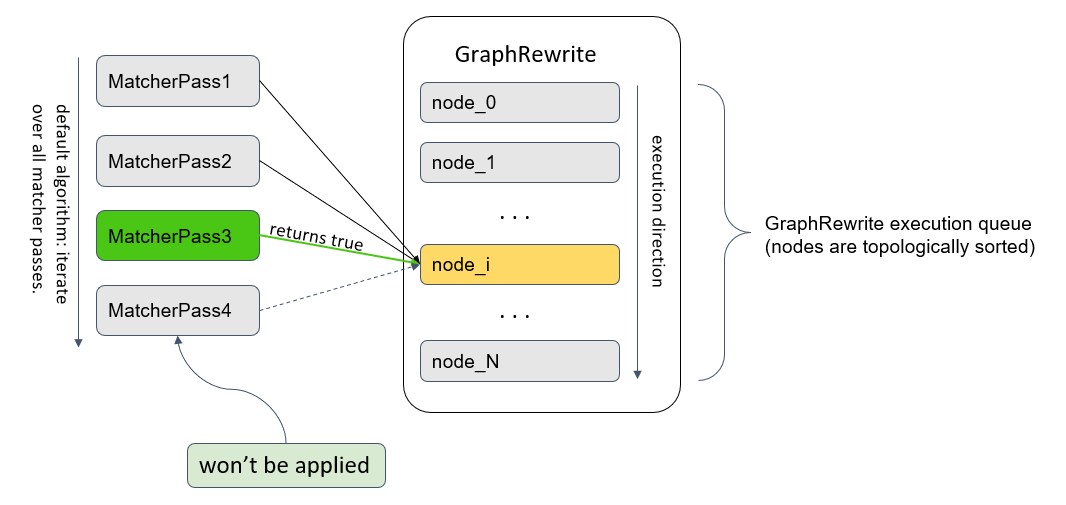 default algorithm: iterate
over all matcher passes.
MatcherPass1
MatcherPass2
MatcherPass3
MatcherPass4
returns true
won’t be applied
GraphRewrite
node_0
node_1
. . .
node_i
. . .
node_N
execution direction
GraphRewrite execution queue
(nodes are topologically sorted)